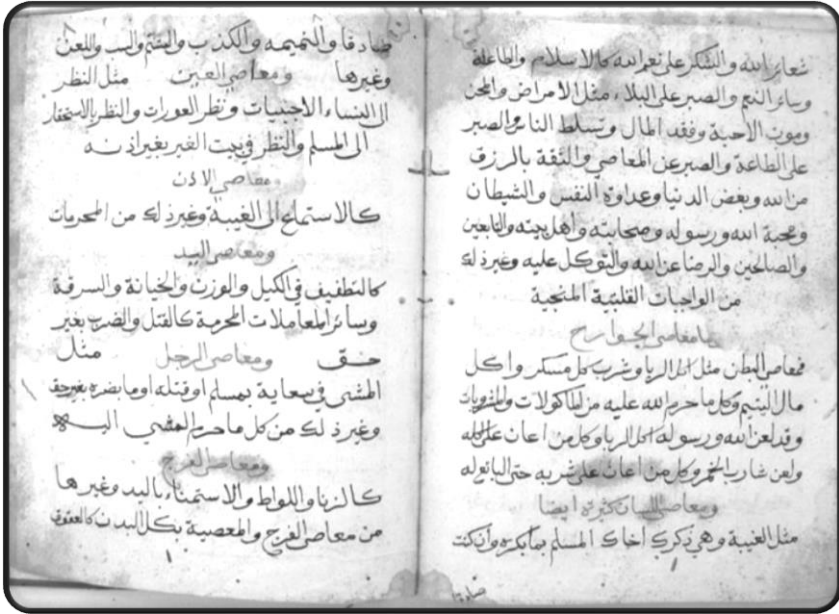 شعائر الله والشكر على نعم الله كالاسلام والطاعة
وسائر النعم والصبر على البلاء مثل الامراض والمحن
وموت الاحبة وفقد المال وتسلط الناس والصبر
على الطاعة والصبر عن المعاصي والثقة بالرزق
من الله وبغض الدنيا وعداوة النفس والشيطان
ومحبة الله ورسوله وصحابته واهل بيته والتابعين
والصالحين والرضا عن الله والتوكل عليه وغير ذلك
من الواجبات القلبية المنجية
معاصي الجوارح
فمعاصي البطن مثل اكل الربا وشرب كل مسكر واكل
مال اليتيم وكل ما حرم الله عليه من الماكولات والمشروبات
وقد لعن الله ورسوله اكل الربا وكل من اعان على اكله
ولعن شارب الخمر وكل من اعان على شربه حتى البائع له
ومعاصي اللسان كثيرة ايضا
مثل الغيبة وهي ذكرك اخاك المسلم بما يكره وان كنت
صادقا والنميمه والكذب والشتم والسب واللعن
وغيرها ومعاصي العين مثل النظر
الى النساء الاجنبيات ونظر العورات والنظر بالاستحقار
الى المسلم والنظر في بيت الغير بغير اذنه
ومعاصي الاذن
كالاستماع الى الغيبة وغير ذلك من المحرمات
ومعاصي اليد
كالتطفيف في الكيل والوزن والخيانة والسرقة
وسائر المعاملات المحرمة كالقتل والضرب بغير
حق ومعاصي الرجل مثل
المشي في سعاية بمسلم او قتله او ما يضره بغير حق
وغير ذلك من كل ما حرم المشي اليه
ومعاصي الفرج
كالزنا واللواط والاستمناء باليد وغيرها
من معاصي الفرج والمعصية بكل البدن كالعقوق